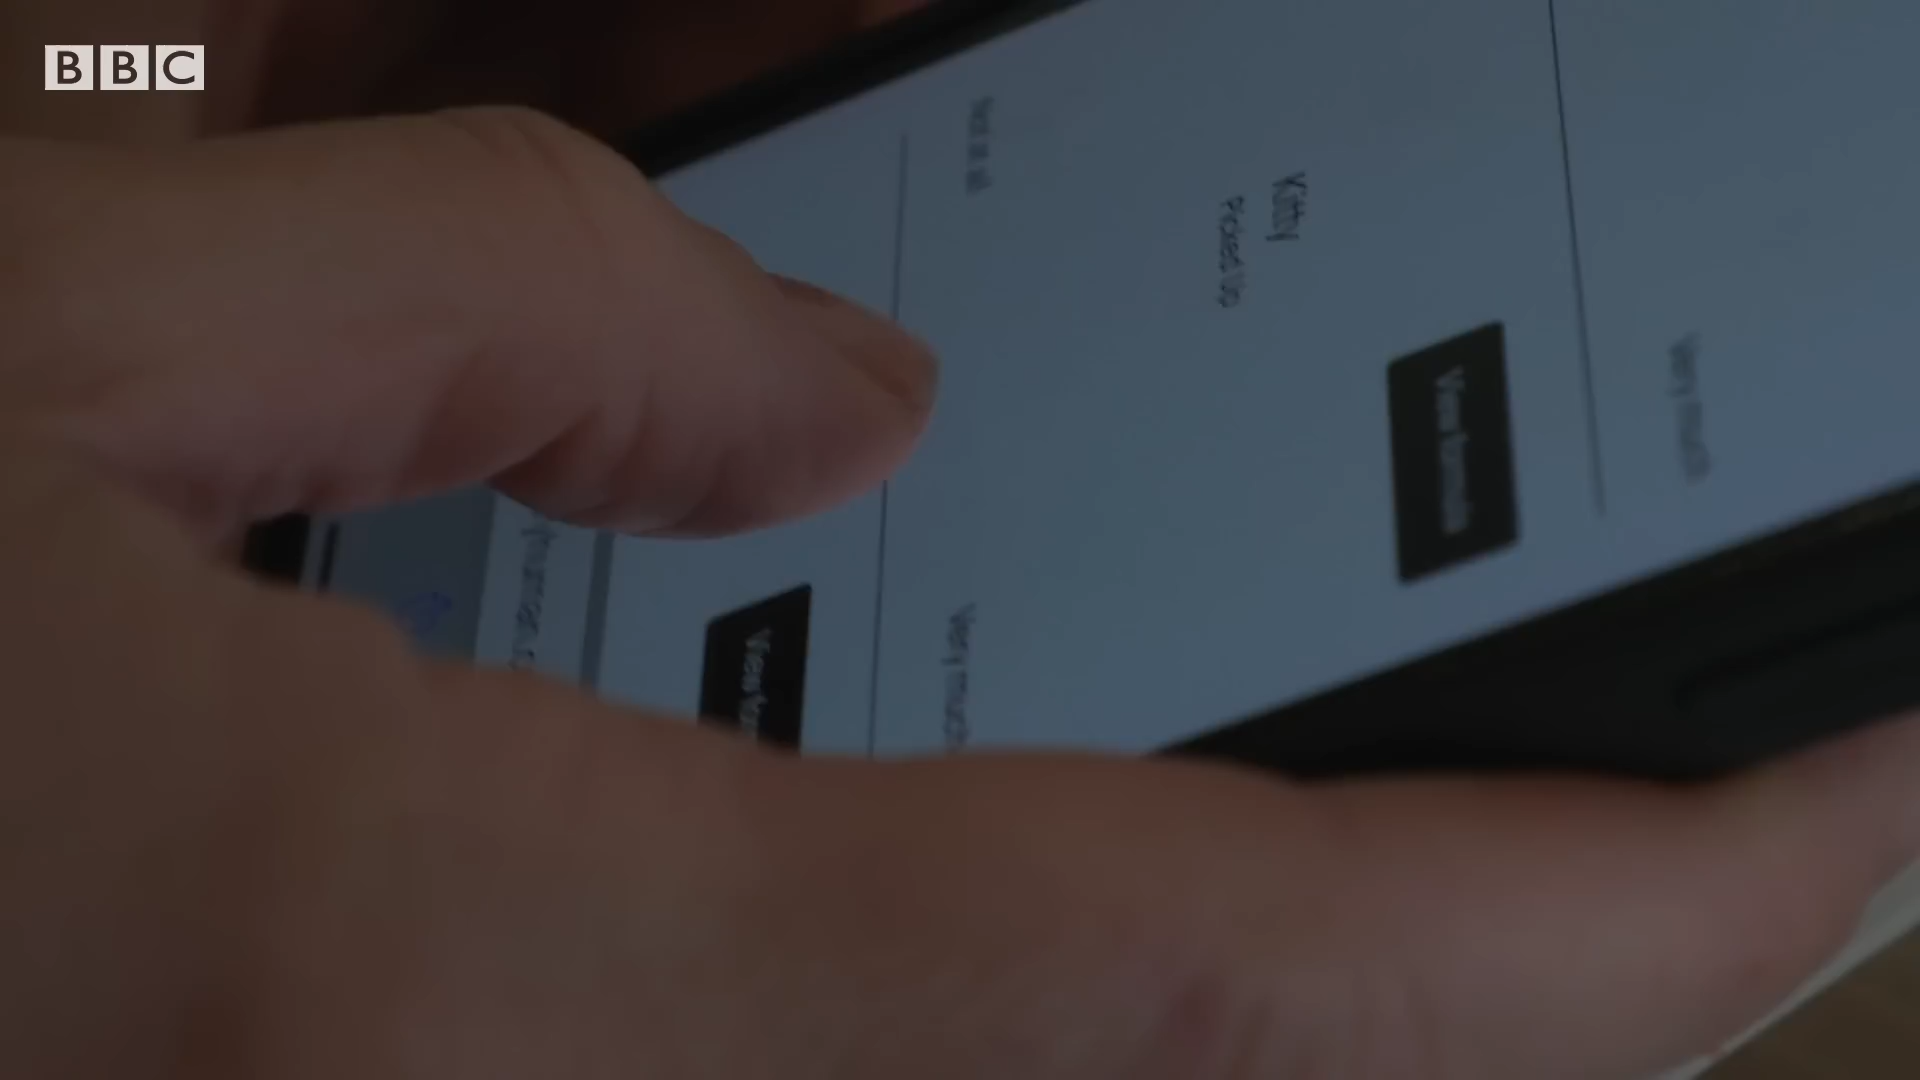 BBC
Not at all
Kitty
Picked Up
View formula
Very much
Very much